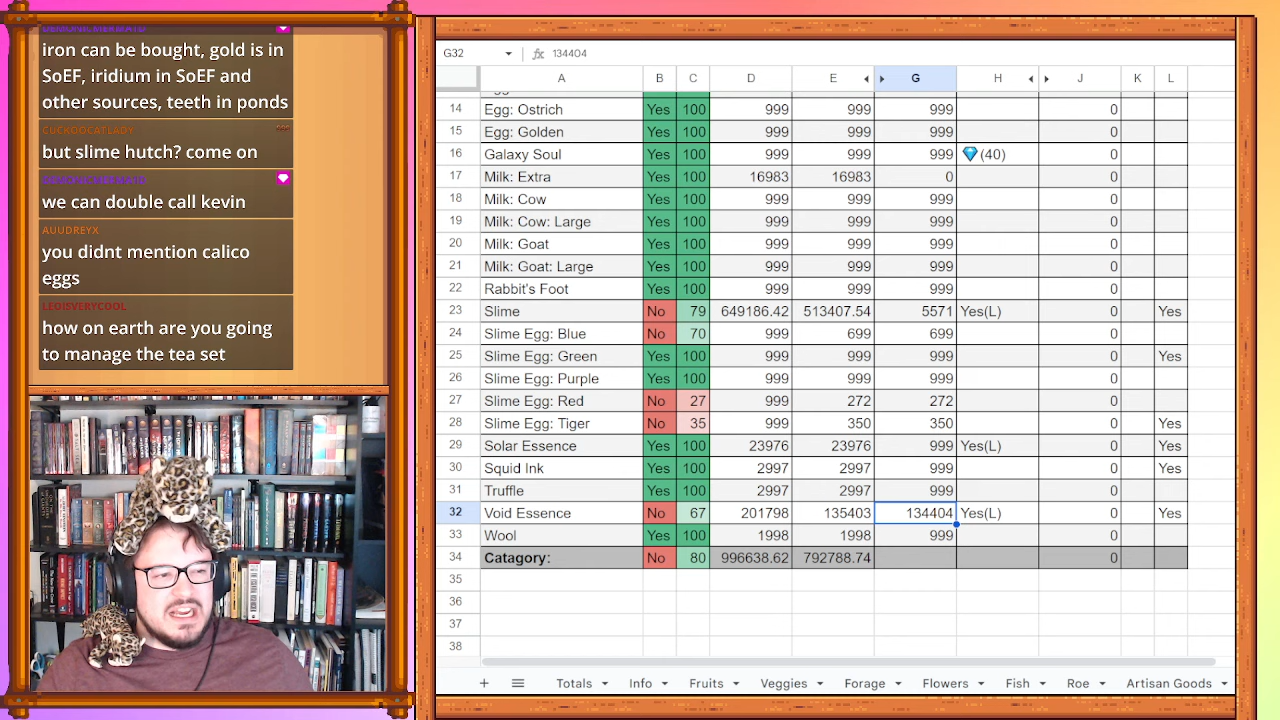 DEMONICMERMAID
iron can be bought, gold is in
SoEF, iridium in SoEF and
other sources, teeth in ponds
CUCKOOCATLADY
but slime hutch? come on
DEMONICMERMAID
we can double call kevin
AUUDREYX
you didnt mention calico
eggs
LEOISVERYCOOL
how on earth are you going
to manage the tea set
G32 fx 134404
A B C D E G H J K L
14 Egg: Ostrich Yes 100 999 999 999 0
15 Egg: Golden Yes 100 999 999 999 0
16 Galaxy Soul Yes 100 999 999 999 💎(40) 0
17 Milk: Extra Yes 100 16983 16983 0 0
18 Milk: Cow Yes 100 999 999 999 0
19 Milk: Cow: Large Yes 100 999 999 999 0
20 Milk: Goat Yes 100 999 999 999 0
21 Milk: Goat: Large Yes 100 999 999 999 0
22 Rabbit's Foot Yes 100 999 999 999 0
23 Slime No 79 649186.42 513407.54 5571 Yes(L) 0 Yes
24 Slime Egg: Blue No 70 999 699 699 0
25 Slime Egg: Green Yes 100 999 999 999 0 Yes
26 Slime Egg: Purple Yes 100 999 999 999 0
27 Slime Egg: Red No 27 999 272 272 0
28 Slime Egg: Tiger No 35 999 350 350 0 Yes
29 Solar Essence Yes 100 23976 23976 999 Yes(L) 0 Yes
30 Squid Ink Yes 100 2997 2997 999 0 Yes
31 Truffle Yes 100 2997 2997 999 0
32 Void Essence No 67 201798 135403 134404 Yes(L) 0 Yes
33 Wool Yes 100 1998 1998 999 0
34 Catagory: No 80 996638.62 792788.74 0
35
36
37
38
+ Totals Info Fruits Veggies Forage Flowers Fish Roe Artisan Goods